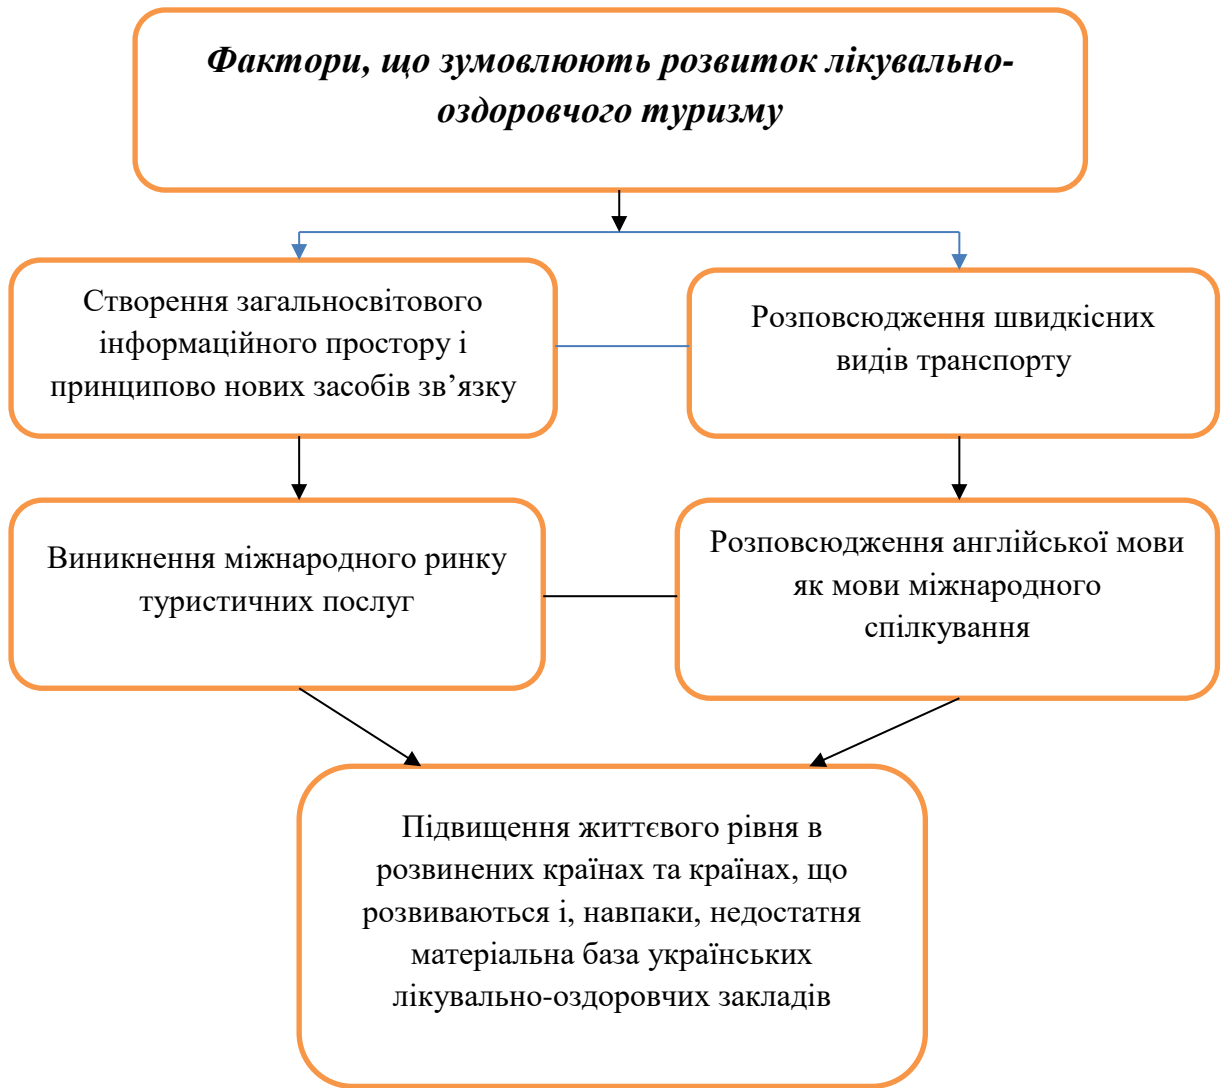 Фактори, що зумовлюють розвиток лікувально-
оздоровчого туризму
Створення загальносвітового
інформаційного простору і
принципово нових засобів зв’язку
Розповсюдження швидкісних
видів транспорту
Виникнення міжнародного ринку
туристичних послуг
Розповсюдження англійської мови
як мови міжнародного
спілкування
Підвищення життєвого рівня в
розвинених країнах та країнах, що
розвиваються і, навпаки, недостатня
матеріальна база українських
лікувально-оздоровчих закладів